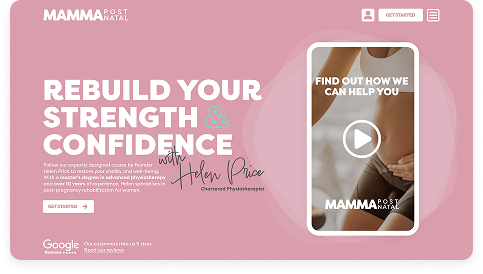 MAMMA POST NATAL
GET STARTED
REBUILD YOUR
STRENGTH &
CONFIDENCE
with
Helen Price
Chartered Physiotherapist
Follow our expertly designed course by founder
Helen Price to restore your vitality and well-being.
With a master's degree in advanced physiotherapy
and over 10 years of experience, Helen specialises in
post-pregnancy rehabilitation for women.
GET STARTED
Google
Reviews
Our customers rate us 5 stars
Read our reviews
FIND OUT HOW WE
CAN HELP YOU
MAMMA POST NATAL